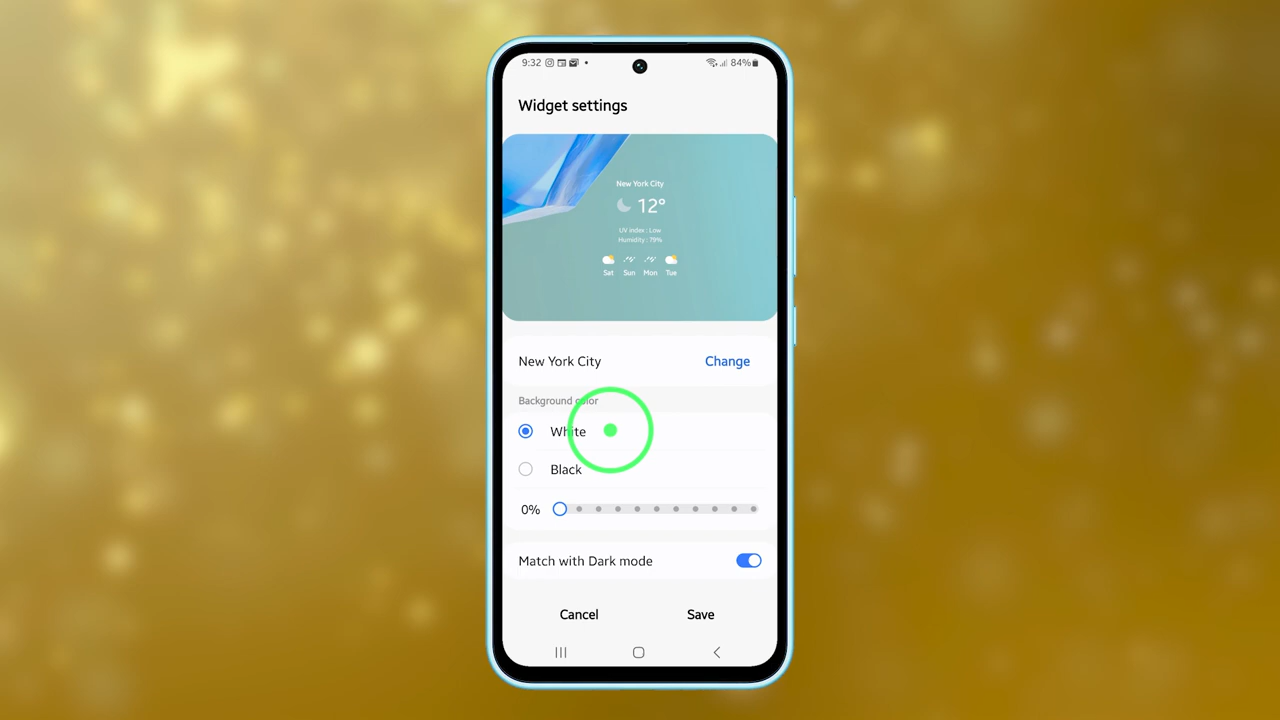 9:32 84%
Widget settings
New York City
12°
UV index : Low
Humidity : 79%
Sat Sun Mon Tue
New York City Change
Background color
White
Black
0%
Match with Dark mode
Cancel Save